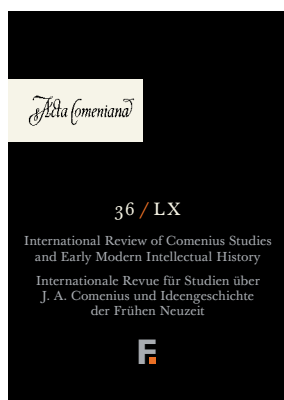 Acta Comeniana
36 / LX
International Review of Comenius Studies
and Early Modern Intellectual History
Internationale Revue für Studien über
J. A. Comenius und Ideengeschichte
der Frühen Neuzeit
F